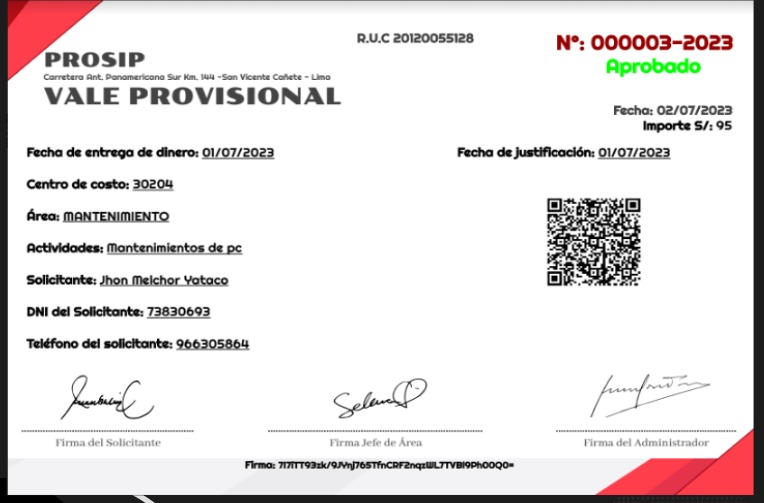 R.U.C 20120055128
N°: 000003-2023
PROSIP
Aprobado
Carretera Ant. Panamericana Sur Km. 144 -San Vicente Cañete - Lima
VALE PROVISIONAL
Fecha: 02/07/2023
Importe S/: 95
Fecha de entrega de dinero: 01/07/2023
Fecha de justificación: 01/07/2023
Centro de costo: 30204
Área: MANTENIMIENTO
Actividades: Mantenimientos de pc
Solicitante: Jhon Melchor Yataco
DNI del Solicitante: 73830693
Teléfono del solicitante: 966305864
Firma del Solicitante
Firma Jefe de Área
Firma del Administrador
Firma: